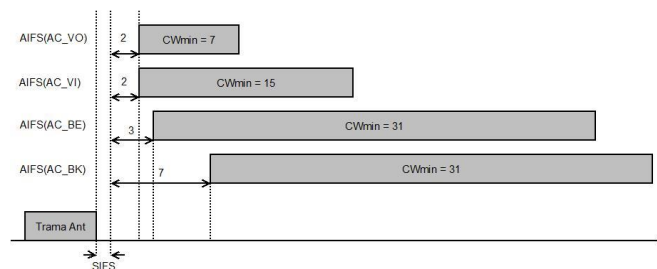 AIFS(AC_VO) 2 CWmin = 7
AIFS(AC_VI) 2 CWmin = 15
AIFS(AC_BE) 3 CWmin = 31
AIFS(AC_BK) 7 CWmin = 31
Trama Ant
SIFS